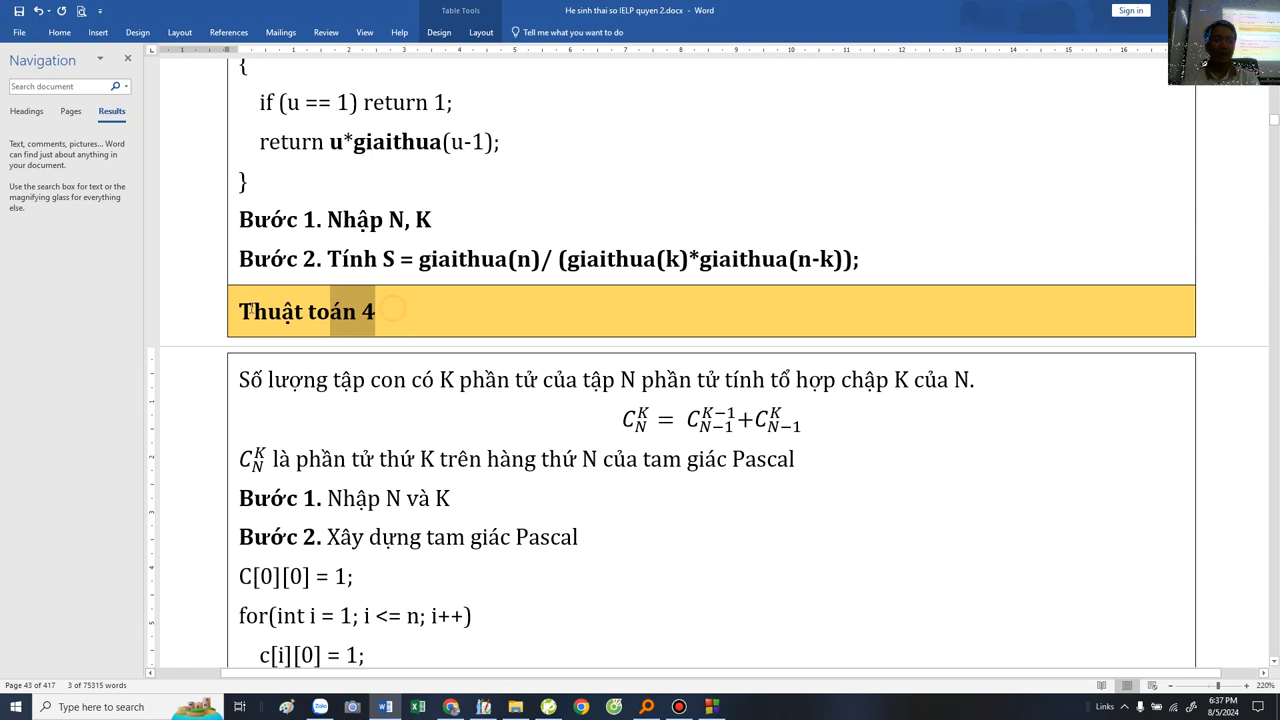 Table Tools
He sinh thai so IELP quyen 2.docx - Word
Sign in
File Home Insert Design Layout References Mailings Review View Help Design Layout Tell me what you want to do
Navigation
Search document
Headings Pages Results
Text, comments, pictures... Word
can find just about anything in
your document.
Use the search box for text or the
magnifying glass for everything
else.
{
if (u == 1) return 1;
return u*giaithua(u-1);
}
Bước 1. Nhập N, K
Bước 2. Tính S = giaithua(n)/ (giaithua(k)*giaithua(n-k));
Thuật toán 4
Số lượng tập con có K phần tử của tập N phần tử tính tổ hợp chập K của N.
C_N^K = C_{N-1}^{K-1}+C_{N-1}^K
C_N^K là phần tử thứ K trên hàng thứ N của tam giác Pascal
Bước 1. Nhập N và K
Bước 2. Xây dựng tam giác Pascal
C[0][0] = 1;
for(int i = 1; i <= n; i++)
c[i][0] = 1;
Page 43 of 417 3 of 75315 words 220%
Type here to search
Zalo
6:37 PM
8/5/2024